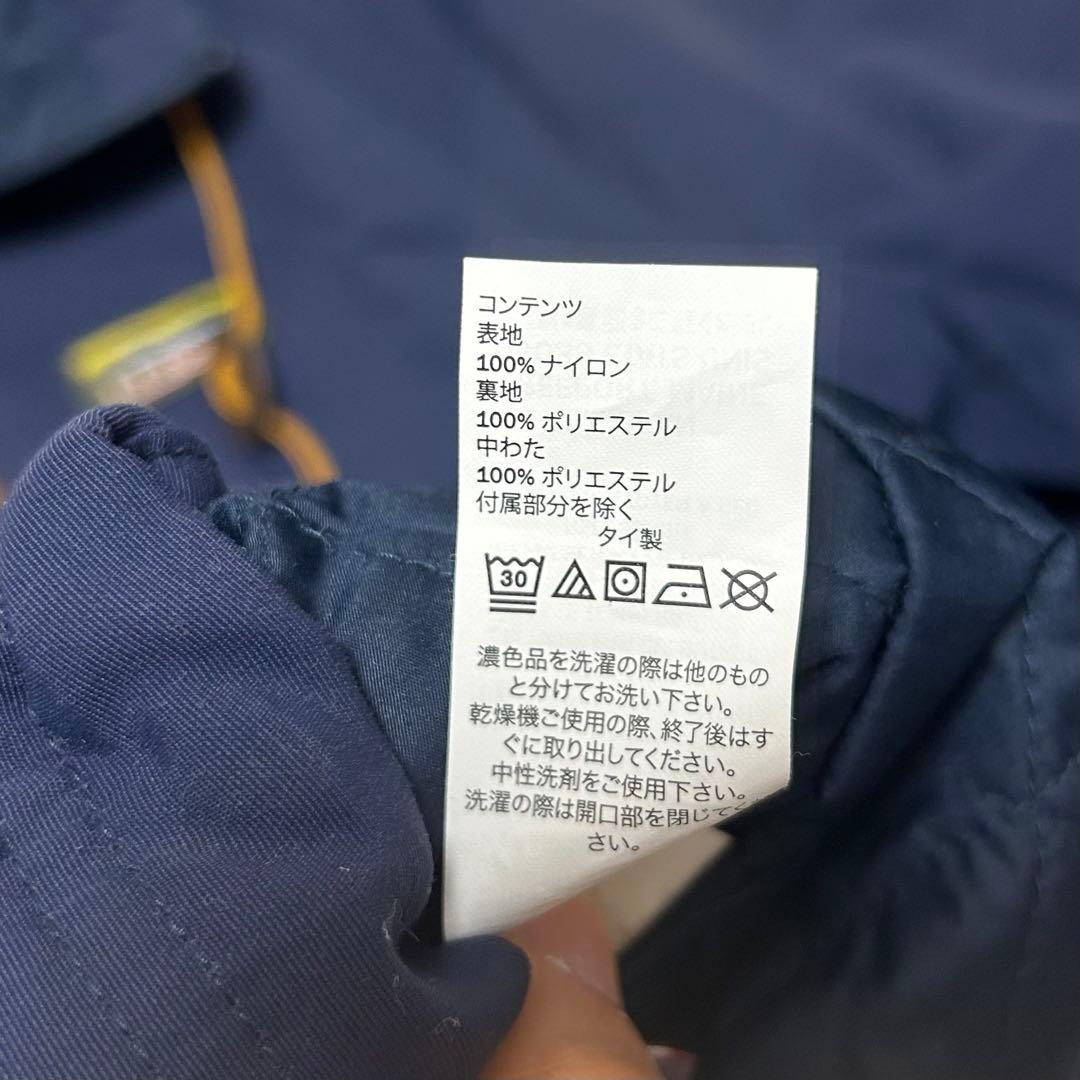 コンテンツ
表地
100% ナイロン
裏地
100% ポリエステル
中わた
100% ポリエステル
付属部分を除く
タイ製
30
濃色品を洗濯の際は他のもの
と分けてお洗い下さい。
乾燥機ご使用の際、終了後はす
ぐに取り出してください。
中性洗剤をご使用下さい。
洗濯の際は開口部を閉じて
さい。